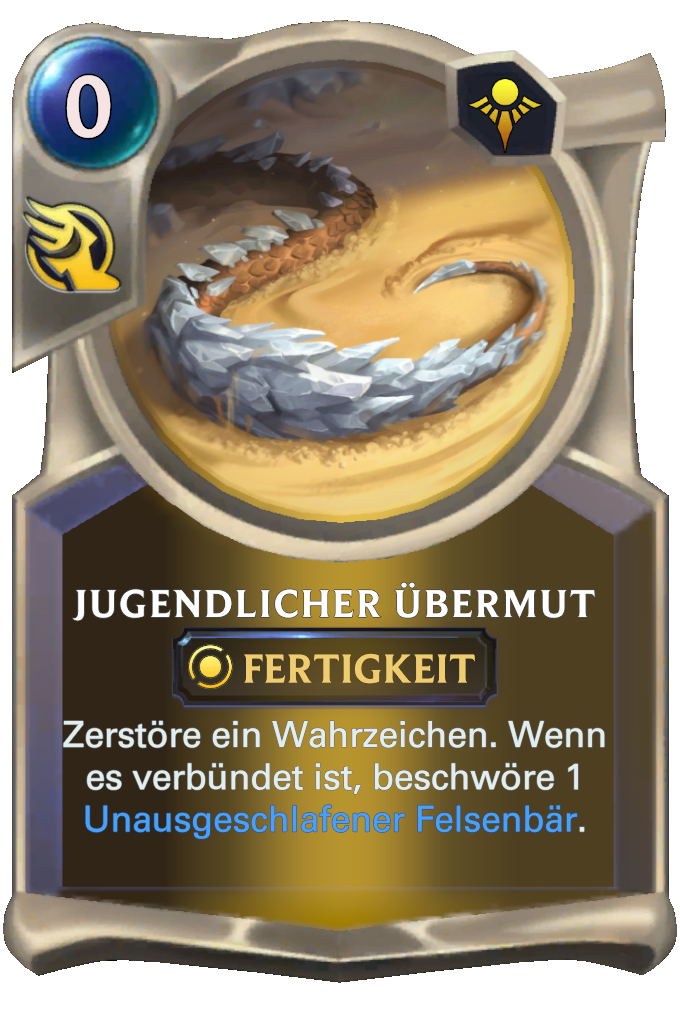 0
JUGENDLICHER ÜBERMUT
FERTIGKEIT
Zerstöre ein Wahrzeichen. Wenn
es verbündet ist, beschwöre 1
Unausgeschlafener Felsenbär.